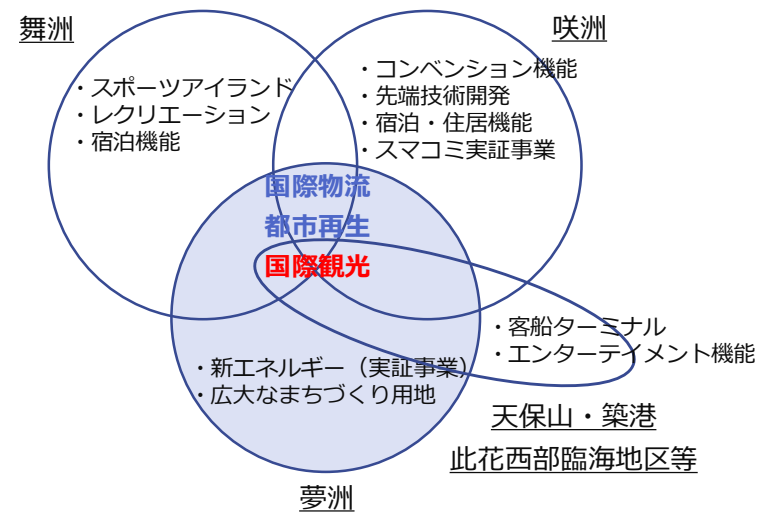 舞洲
咲洲
・スポーツアイランド
・レクリエーション
・宿泊機能
・コンベンション機能
・先端技術開発
・宿泊・住居機能
・スマコミ実証事業
国際物流
都市再生
国際観光
・客船ターミナル
・エンターテイメント機能
・新エネルギー（実証事業）
・広大なまちづくり用地
天保山・築港
此花西部臨海地区等
夢洲